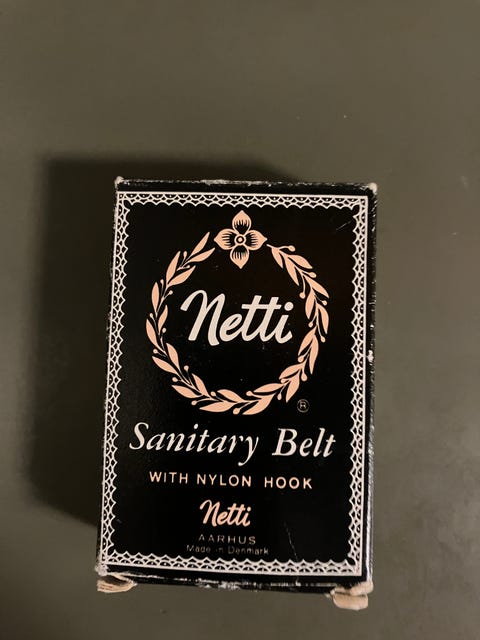 Netti
®
Sanitary Belt
WITH NYLON HOOK
Netti
AARHUS
Made in Denmark